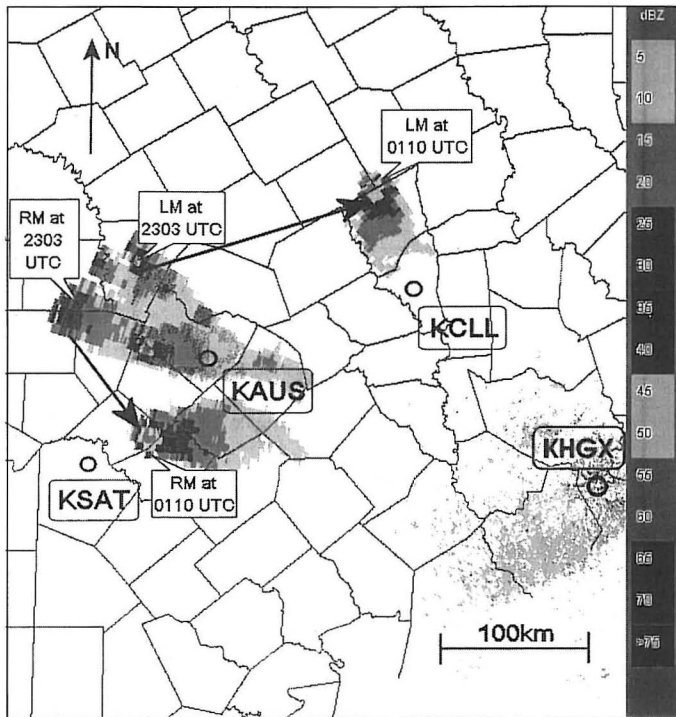 dBZ
N
5
10
15
20
25
30
35
40
45
50
55
60
65
70
>75
LM at
0110 UTC
LM at
2303 UTC
RM at
2303
UTC
KCLL
KAUS
KHGX
KSAT
RM at
0110 UTC
100km